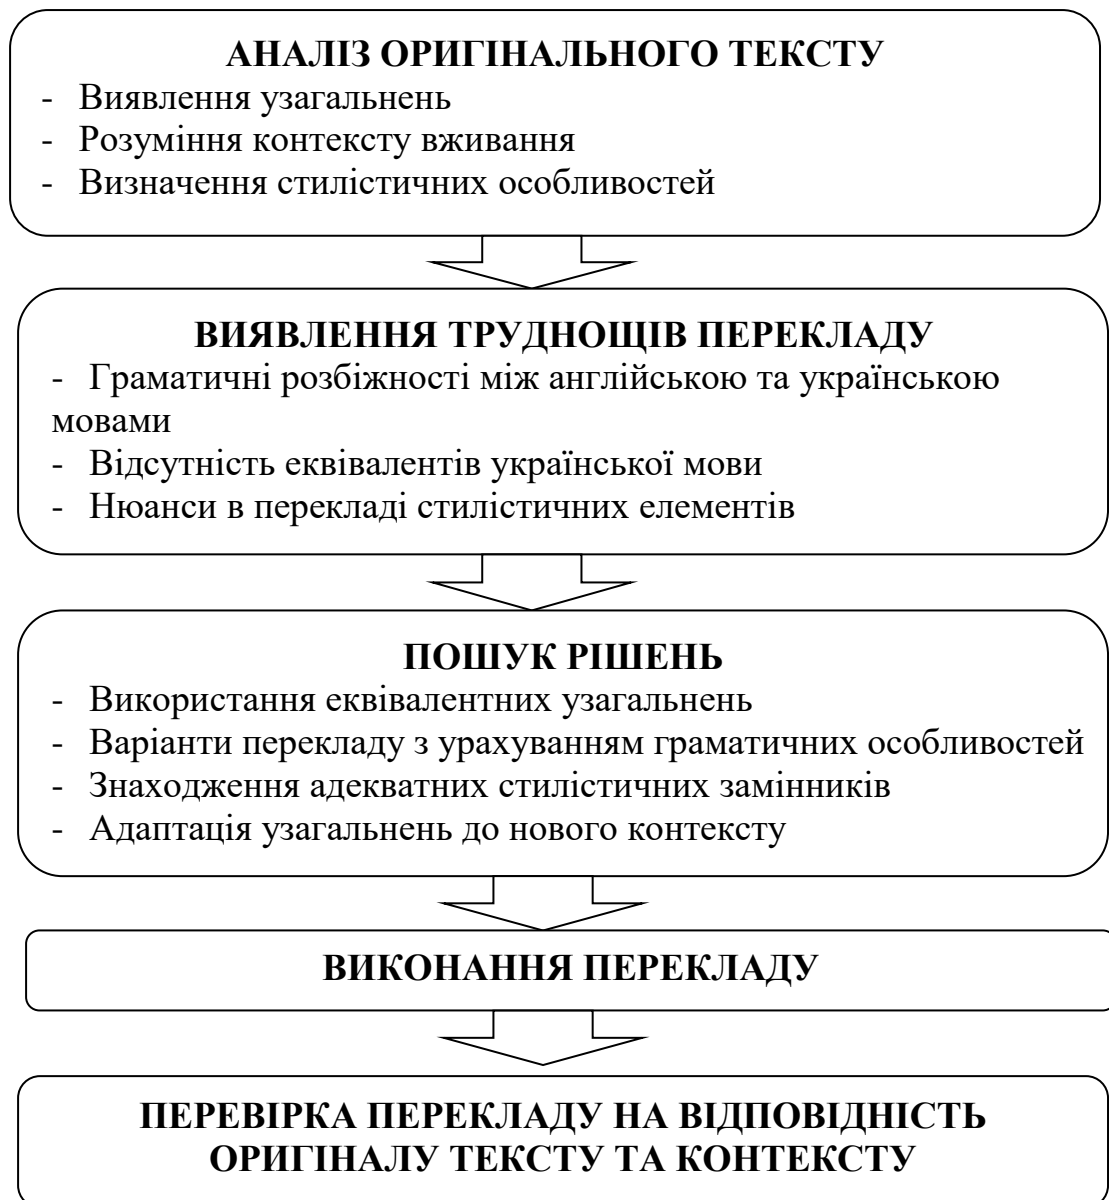 АНАЛІЗ ОРИГІНАЛЬНОГО ТЕКСТУ
- Виявлення узагальнень
- Розуміння контексту вживання
- Визначення стилістичних особливостей
ВИЯВЛЕННЯ ТРУДНОЩІВ ПЕРЕКЛАДУ
- Граматичні розбіжності між англійською та українською
мовами
- Відсутність еквівалентів української мови
- Нюанси в перекладі стилістичних елементів
ПОШУК РІШЕНЬ
- Використання еквівалентних узагальнень
- Варіанти перекладу з урахуванням граматичних особливостей
- Знаходження адекватних стилістичних замінників
- Адаптація узагальнень до нового контексту
ВИКОНАННЯ ПЕРЕКЛАДУ
ПЕРЕВІРКА ПЕРЕКЛАДУ НА ВІДПОВІДНІСТЬ
ОРИГІНАЛУ ТЕКСТУ ТА КОНТЕКСТУ